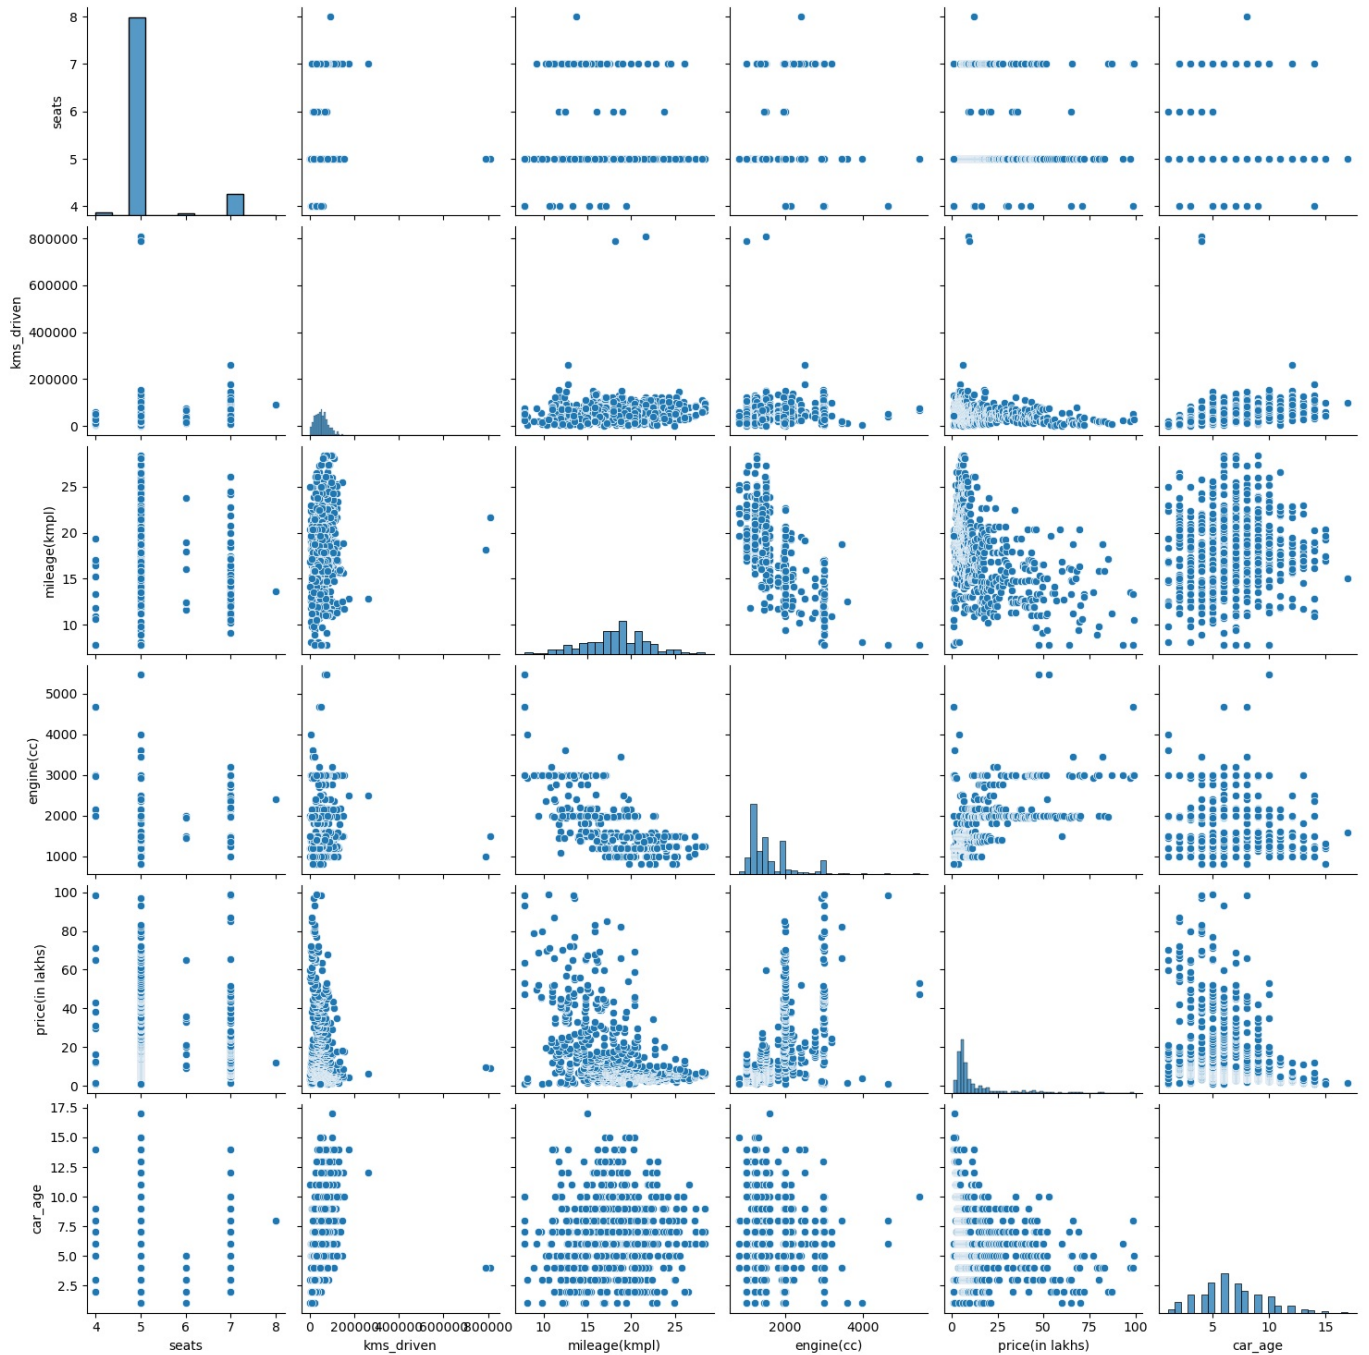 8
7
6
5
4
seats
800000
600000
400000
200000
0
kms_driven
25
20
15
10
mileage(kmpl)
5000
4000
3000
2000
1000
engine(cc)
100
80
60
40
20
0
price(in lakhs)
17.5
15.0
12.5
10.0
7.5
5.0
2.5
car_age
4 5 6 7 8
seats
0 200000 400000 600000 800000
kms_driven
10 15 20 25
mileage(kmpl)
2000 4000
engine(cc)
0 25 50 75 100
price(in lakhs)
5 10 15
car_age